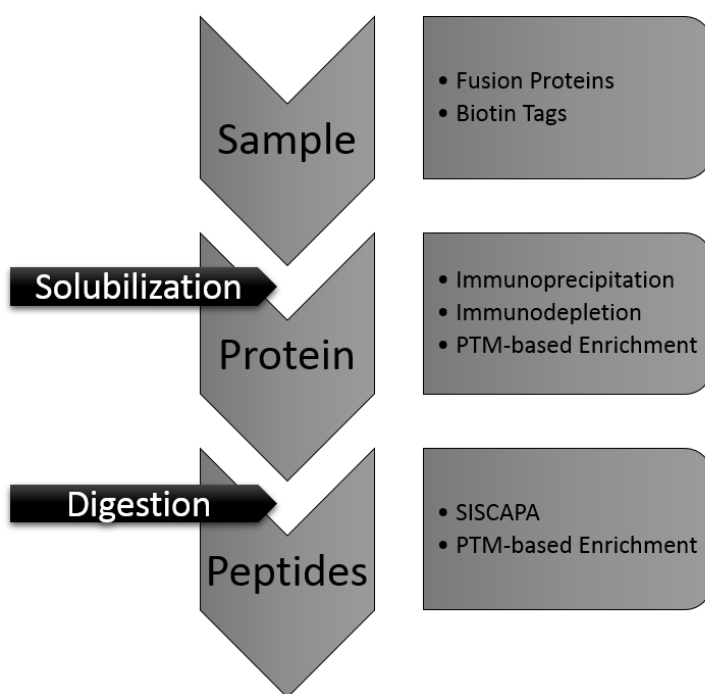 Sample
• Fusion Proteins
• Biotin Tags
Solubilization
Protein
• Immunoprecipitation
• Immunodepletion
• PTM-based Enrichment
Digestion
Peptides
• SISCAPA
• PTM-based Enrichment